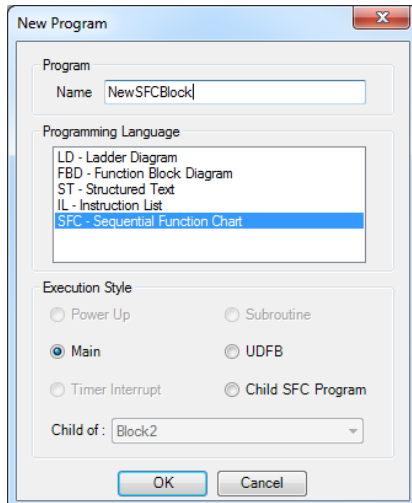 New Program
Program
Name NewSFCBlock
Programming Language
LD - Ladder Diagram
FBD - Function Block Diagram
ST - Structured Text
IL - Instruction List
SFC - Sequential Function Chart
Execution Style
Power Up Subroutine
Main UDFB
Timer Interrupt Child SFC Program
Child of : Block2
OK Cancel